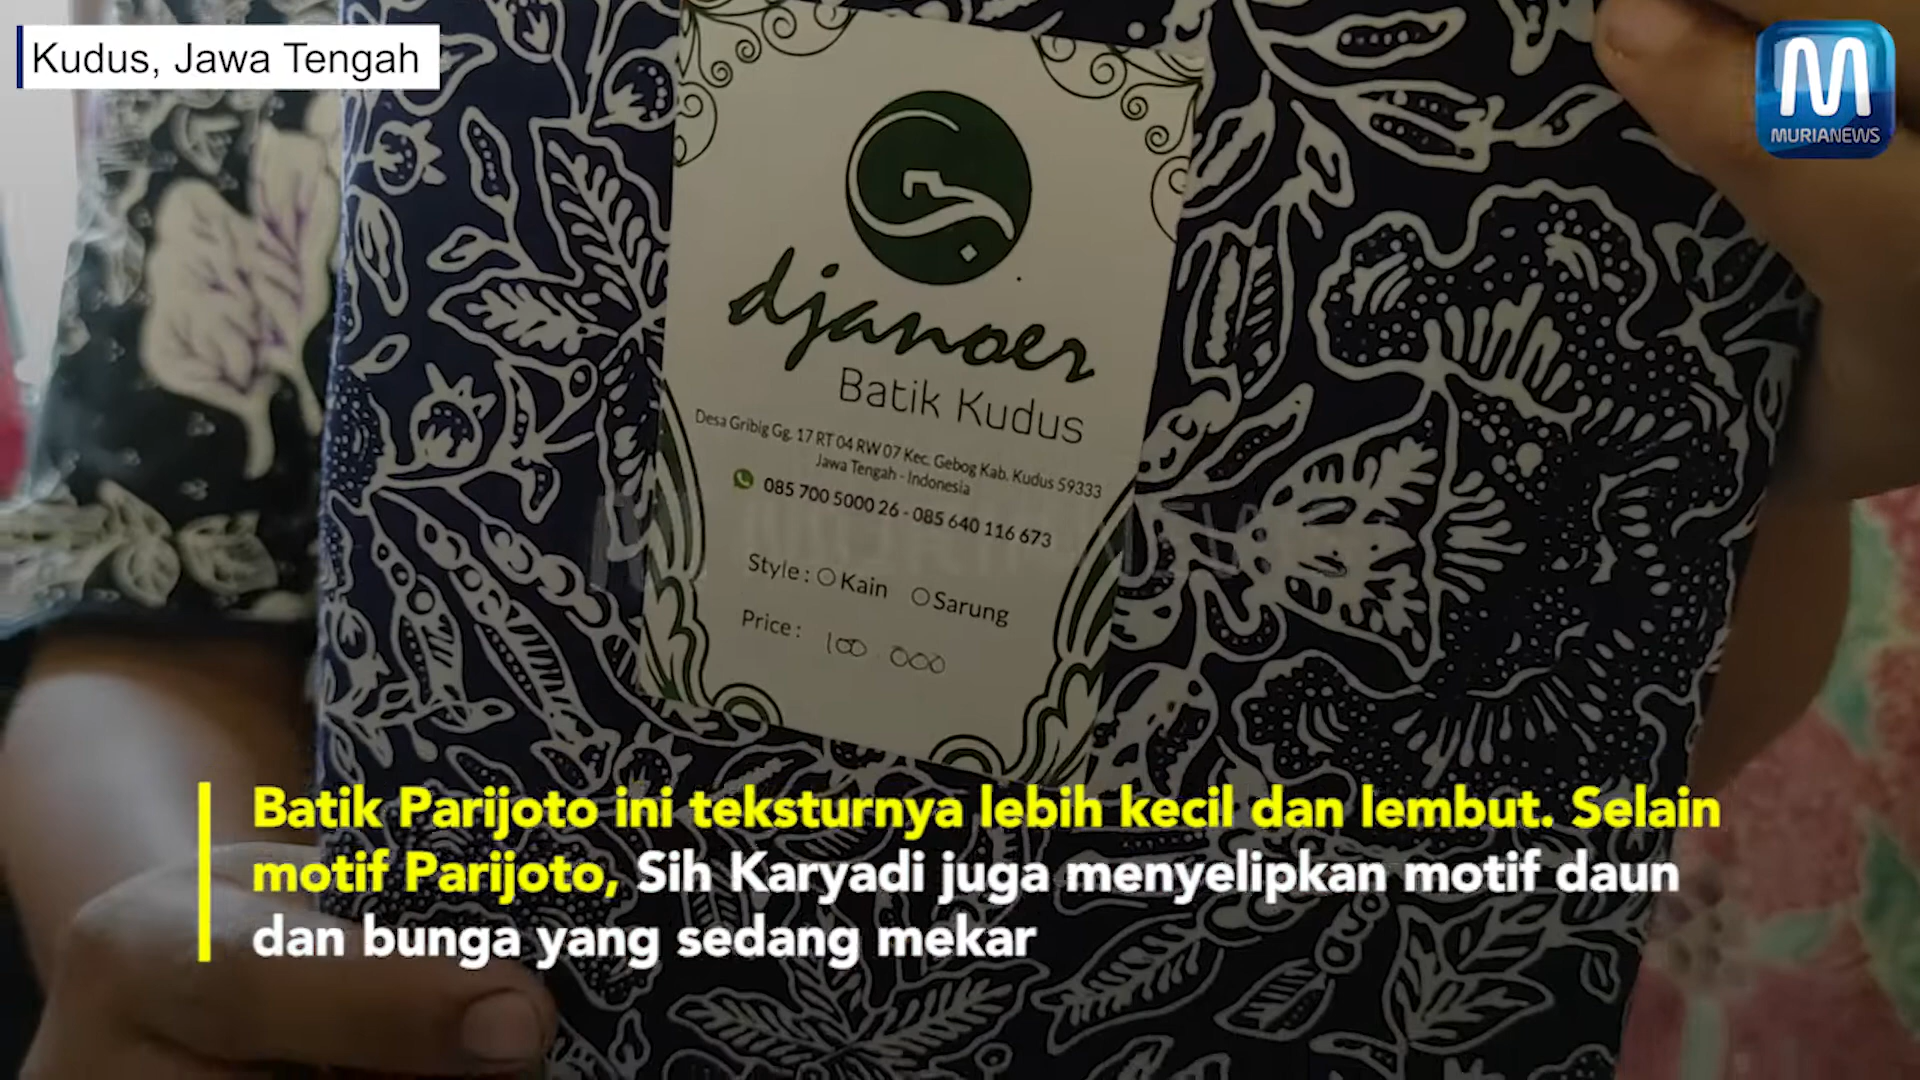 Kudus, Jawa Tengah
M
MURIANEWS
djanoer
Batik Kudus
Desa Gribig Gg. 17 RT 04 RW 07 Kec. Gebog Kab. Kudus 59333
Jawa Tengah - Indonesia
085 700 5000 26 - 085 640 116 673
Style : Kain Sarung
Price : 100 000
Batik Parijoto ini teksturnya lebih kecil dan lembut. Selain
motif Parijoto, Sih Karyadi juga menyelipkan motif daun
dan bunga yang sedang mekar